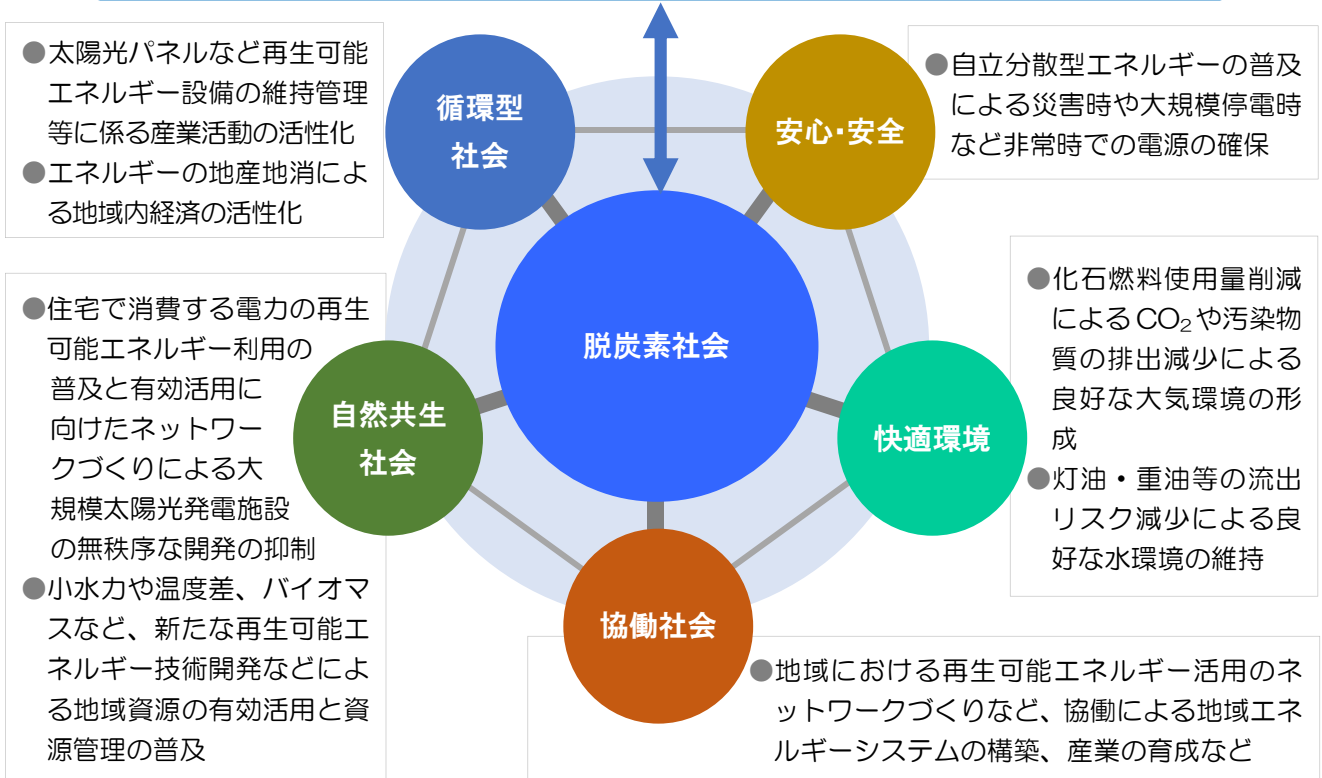 ●太陽光パネルなど再生可能
エネルギー設備の維持管理
等に係る産業活動の活性化
●エネルギーの地産地消によ
る地域内経済の活性化
循環型
社会
安心・安全
●自立分散型エネルギーの普及
による災害時や大規模停電時
など非常時での電源の確保
●住宅で消費する電力の再生
可能エネルギー利用の
普及と有効活用に
向けたネットワー
クづくりによる大
規模太陽光発電施設
の無秩序な開発の抑制
●小水力や温度差、バイオマ
スなど、新たな再生可能エ
ネルギー技術開発などによ
る地域資源の有効活用と資
源管理の普及
自然共生
社会
脱炭素社会
快適環境
●化石燃料使用量削減
によるCO₂や汚染物
質の排出減少による
良好な大気環境の形
成
●灯油・重油等の流出
リスク減少による良
好な水環境の維持
協働社会
●地域における再生可能エネルギー活用のネ
ットワークづくりなど、協働による地域エネ
ルギーシステムの構築、産業の育成など